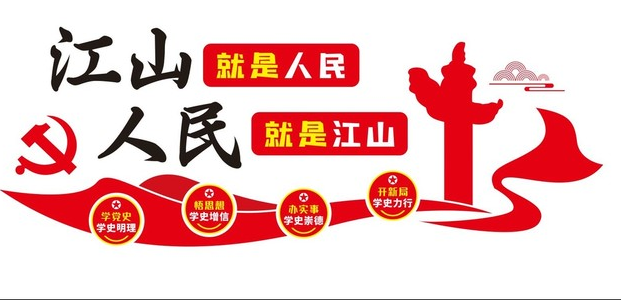 江山就是人民
人民就是江山
学党史
学史明理
悟思想
学史增信
办实事
学史崇德
开新局
学史力行